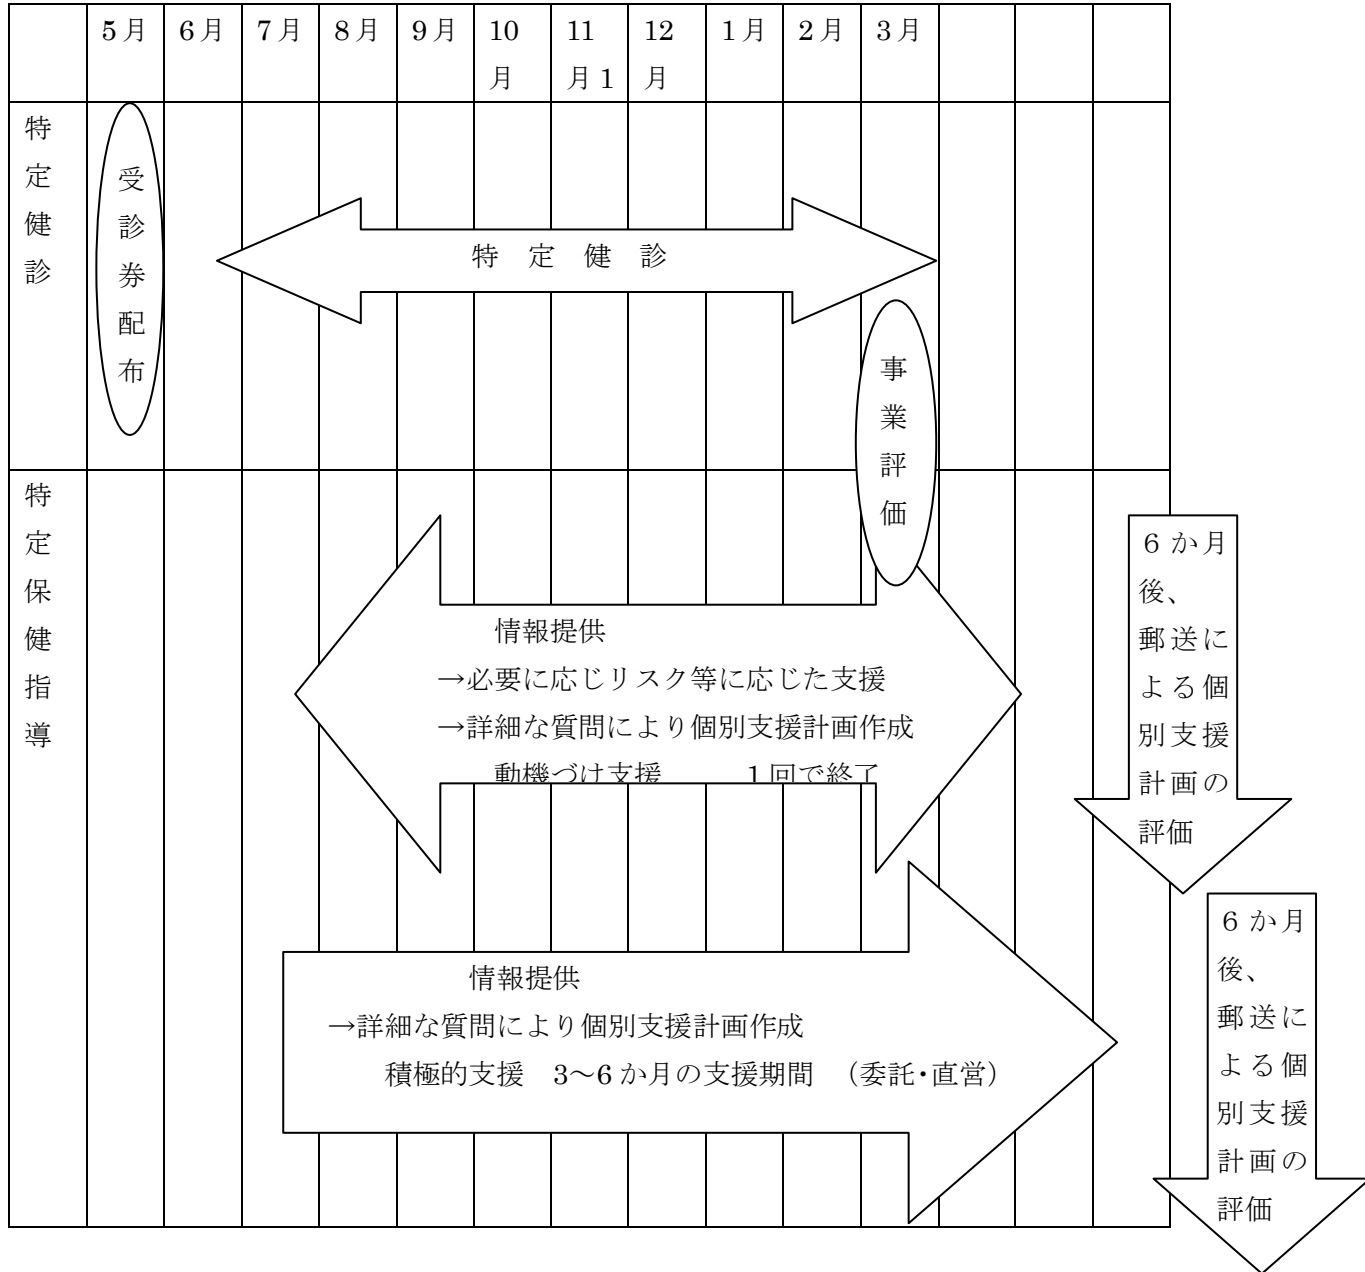 5月 6月 7月 8月 9月 10月 11月1 12月 1月 2月 3月
特定健診
受診券配布
特 定 健 診
事業評価
特定保健指導
情報提供
→必要に応じリスク等に応じた支援
→詳細な質問により個別支援計画作成
動機づけ支援 1回で終了
6か月
後、
郵送に
よる個
別支援
計画の
評価
情報提供
→詳細な質問により個別支援計画作成
積極的支援 3~6か月の支援期間 (委託・直営)
6か月
後、
郵送に
よる個
別支援
計画の
評価